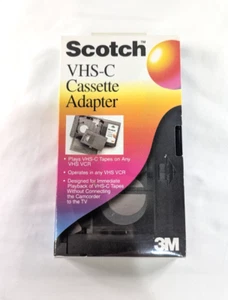 Scotch™
VHS-C
Cassette
Adapter
• Plays VHS-C Tapes on Any
VHS VCR
• Operates in any VHS VCR
• Designed for Immediate
Playback of VHS-C Tapes
Without Connecting
the Camcorder
to the TV
3M